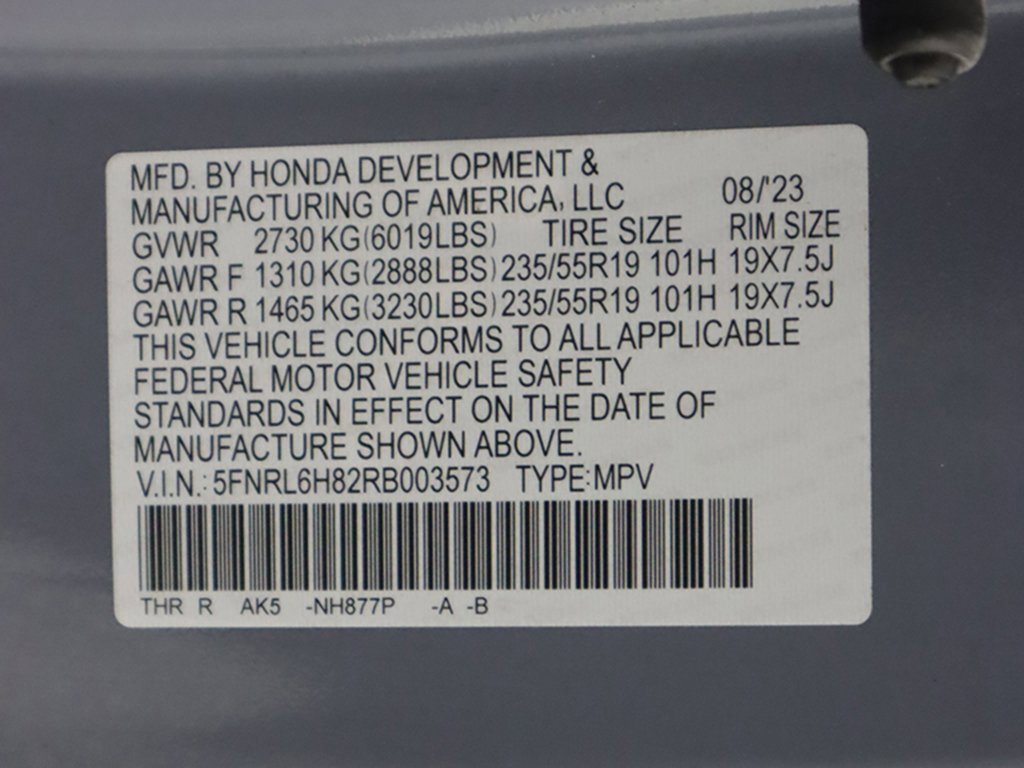 MFD. BY HONDA DEVELOPMENT &
MANUFACTURING OF AMERICA, LLC 08/'23
GVWR 2730 KG(6019LBS) TIRE SIZE RIM SIZE
GAWR F 1310 KG(2888LBS) 235/55R19 101H 19X7.5J
GAWR R 1465 KG(3230LBS) 235/55R19 101H 19X7.5J
THIS VEHICLE CONFORMS TO ALL APPLICABLE
FEDERAL MOTOR VEHICLE SAFETY
STANDARDS IN EFFECT ON THE DATE OF
MANUFACTURE SHOWN ABOVE.
V.I.N.: 5FNRL6H82RB003573 TYPE:MPV
THR R AK5 -NH877P -A -B